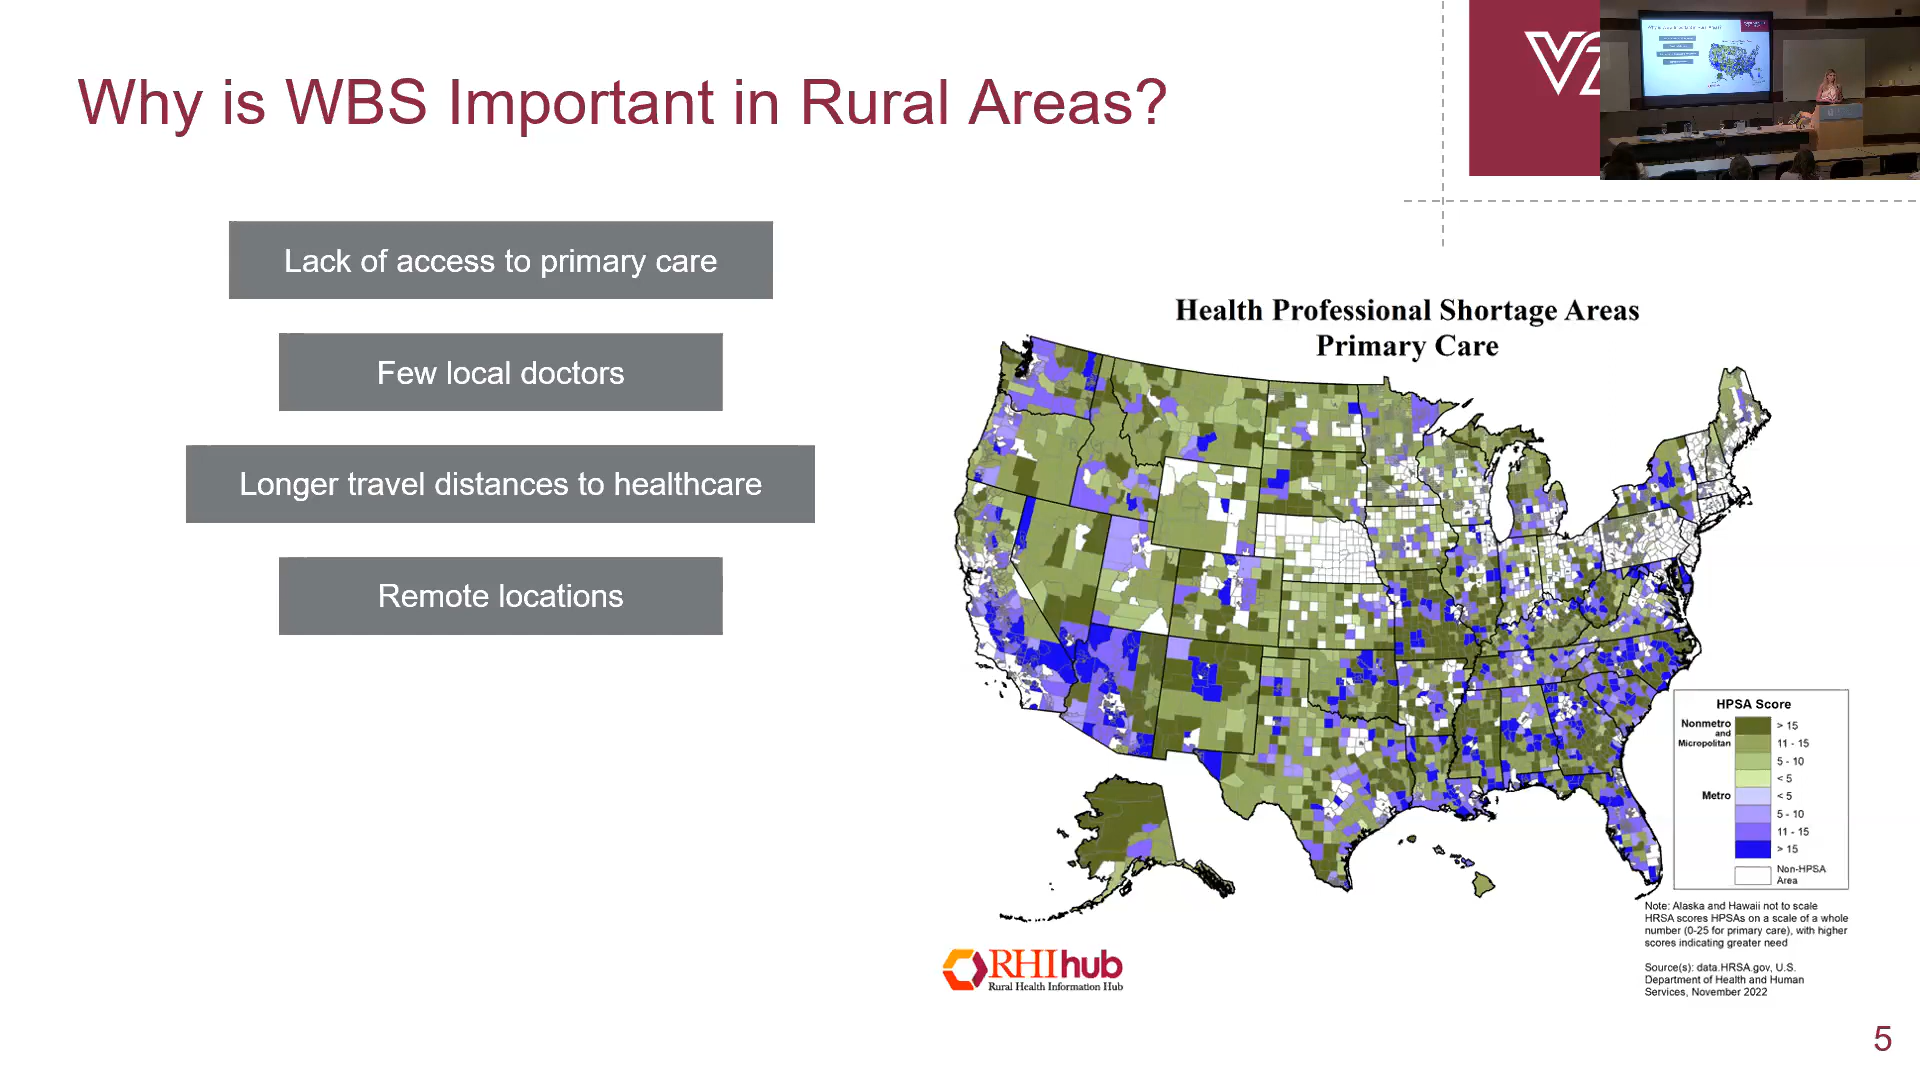 Why is WBS Important in Rural Areas?
Lack of access to primary care
Few local doctors
Longer travel distances to healthcare
Remote locations
Health Professional Shortage Areas
Primary Care
HPSA Score
Nonmetro
and
Micropolitan
> 15
11 - 15
5 - 10
< 5
Metro
< 5
5 - 10
11 - 15
> 15
Non-HPSA
Area
Note: Alaska and Hawaii not to scale
HRSA scores HPSAs on a scale of a whole
number (0-25 for primary care), with higher
scores indicating greater need
Source(s): data.HRSA.gov, U.S.
Department of Health and Human
Services, November 2022
RHIhub
Rural Health Information Hub
5